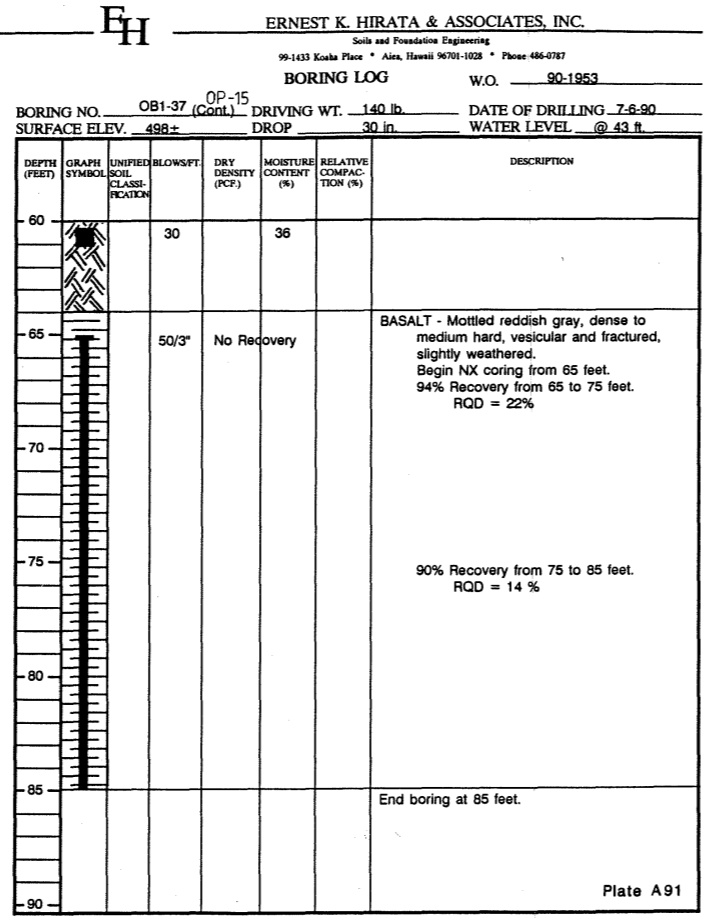 EH
ERNEST K. HIRATA & ASSOCIATES, INC.
Soils and Foundation Engineering
99-1433 Koaha Place * Aiea, Hawaii 96701-1028 * Phone 486-0787
BORING LOG
W.O. 90-1953
OP-15
BORING NO. OB1-37 (Cont.) DRIVING WT. 140 lb. DATE OF DRILLING 7-6-90
SURFACE ELEV. 498± DROP 30 in. WATER LEVEL @ 43 ft.
DEPTH (FEET)
GRAPH SYMBOL
UNIFIED SOIL CLASSI-FICATION
BLOWS/FT.
DRY DENSITY (PCF.)
MOISTURE CONTENT (%)
RELATIVE COMPAC-TION (%)
DESCRIPTION
60
30 36
65
50/3" No Recovery
BASALT - Mottled reddish gray, dense to
medium hard, vesicular and fractured,
slightly weathered.
Begin NX coring from 65 feet.
94% Recovery from 65 to 75 feet.
RQD = 22%
70
75
90% Recovery from 75 to 85 feet.
RQD = 14 %
80
85
End boring at 85 feet.
90
Plate A91